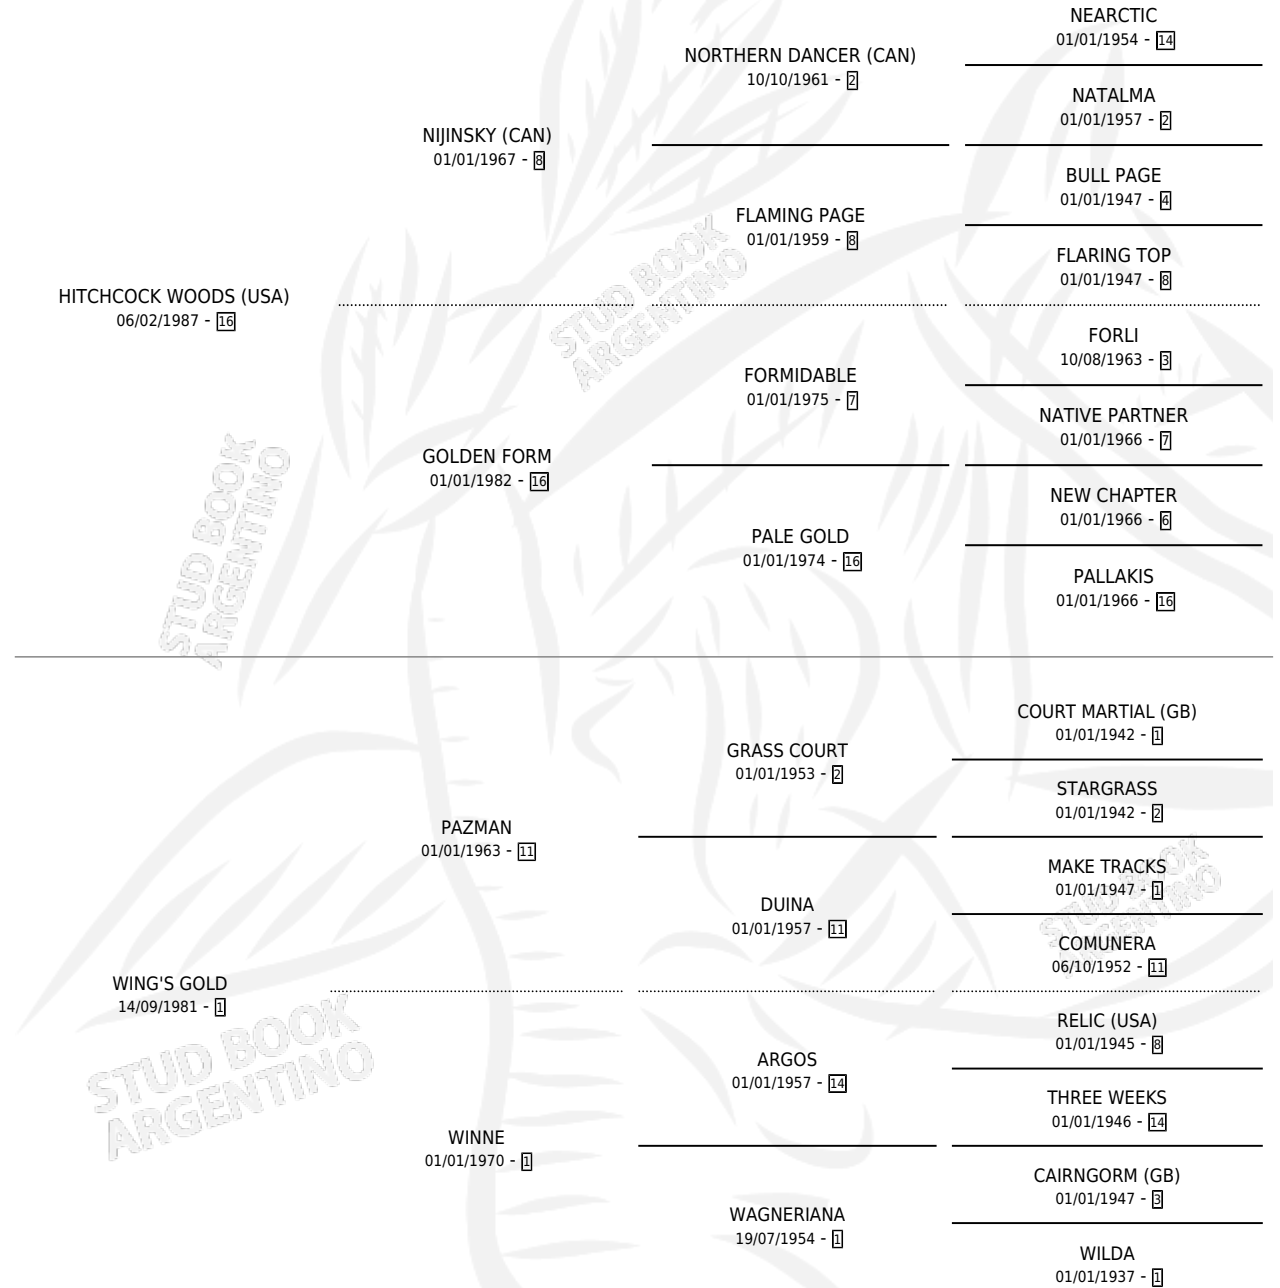 NEARCTIC
01/01/1954 - 14
NORTHERN DANCER (CAN)
10/10/1961 - 2
NATALMA
01/01/1957 - 2
NIJINSKY (CAN)
01/01/1967 - 8
BULL PAGE
01/01/1947 - 4
FLAMING PAGE
01/01/1959 - 8
FLARING TOP
01/01/1947 - 8
HITCHCOCK WOODS (USA)
06/02/1987 - 16
FORLI
10/08/1963 - 3
FORMIDABLE
01/01/1975 - 7
NATIVE PARTNER
01/01/1966 - 7
GOLDEN FORM
01/01/1982 - 16
NEW CHAPTER
01/01/1966 - 6
PALE GOLD
01/01/1974 - 16
PALLAKIS
01/01/1966 - 16
STUD BOOK
ARGENTINO
STUD BOOK
ARGENTINO
COURT MARTIAL (GB)
01/01/1942 - 1
GRASS COURT
01/01/1953 - 2
STARGRASS
01/01/1942 - 2
PAZMAN
01/01/1963 - 11
MAKE TRACKS
01/01/1947 - 1
DUINA
01/01/1957 - 11
COMUNERA
06/10/1952 - 11
STUD BOOK
ARGENTINO
WING'S GOLD
14/09/1981 - 1
RELIC (USA)
01/01/1945 - 8
ARGOS
01/01/1957 - 14
THREE WEEKS
01/01/1946 - 14
STUD BOOK
ARGENTINO
WINNE
01/01/1970 - 1
CAIRNGORM (GB)
01/01/1947 - 3
WAGNERIANA
19/07/1954 - 1
WILDA
01/01/1937 - 1